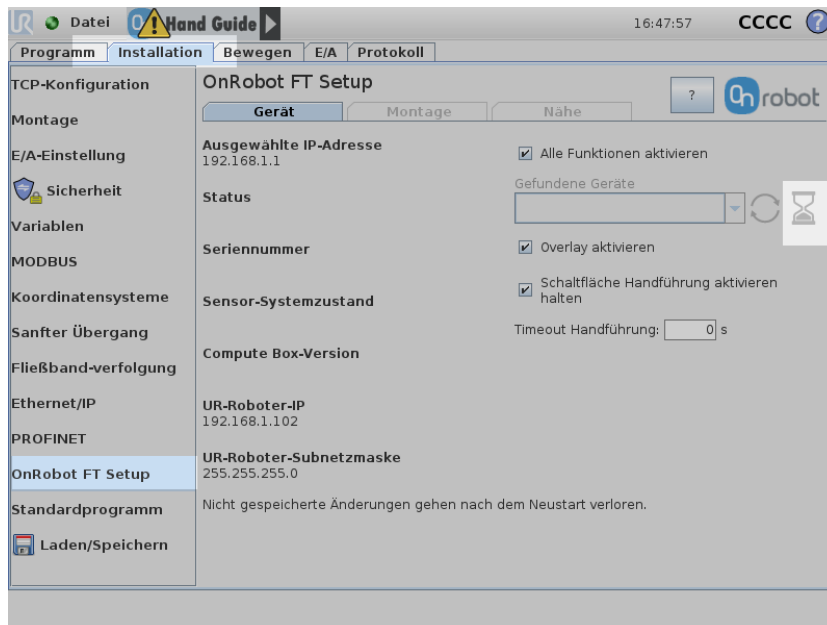 UR Datei On Hand Guide 16:47:57 CCCC ?
Programm Installation Bewegen E/A Protokoll
TCP-Konfiguration
Montage
E/A-Einstellung
Sicherheit
Variablen
MODBUS
Koordinatensysteme
Sanfter Übergang
Fließband-verfolgung
Ethernet/IP
PROFINET
OnRobot FT Setup
Standardprogramm
Laden/Speichern
OnRobot FT Setup
? On robot
Gerät Montage Nähe
Ausgewählte IP-Adresse
192.168.1.1
Status
Seriennummer
Sensor-Systemzustand
Compute Box-Version
UR-Roboter-IP
192.168.1.102
UR-Roboter-Subnetzmaske
255.255.255.0
Nicht gespeicherte Änderungen gehen nach dem Neustart verloren.
Alle Funktionen aktivieren
Gefundene Geräte
Overlay aktivieren
Schaltfläche Handführung aktivieren
halten
Timeout Handführung: 0 s